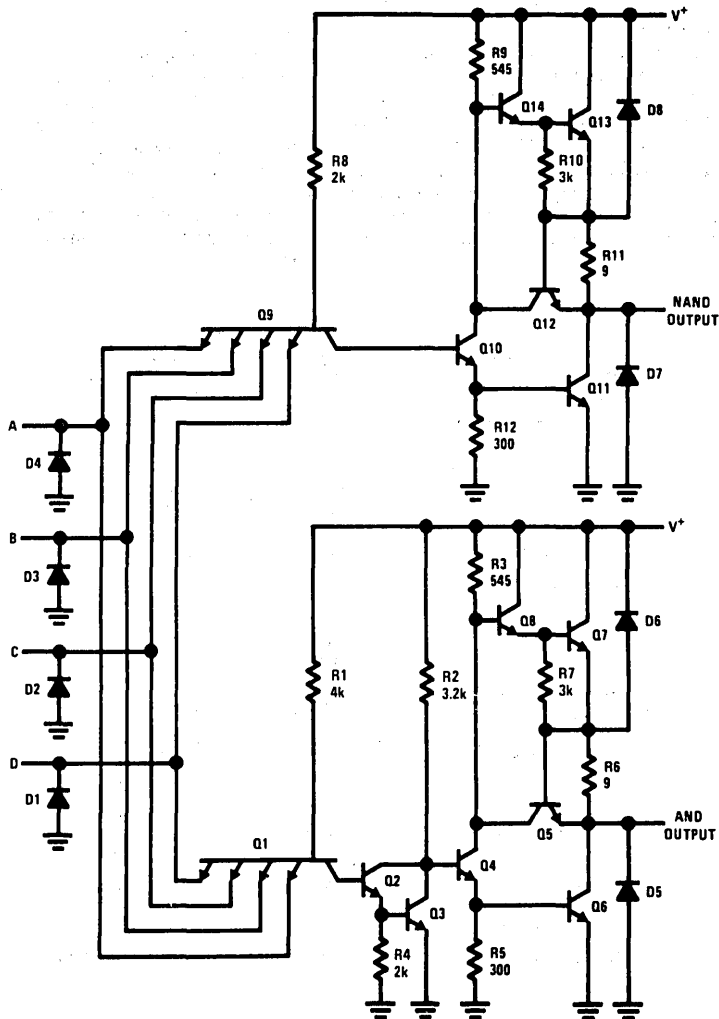 V+
R9
545
Q14
Q13
D8
R8
2k
R10
3k
R11
9
Q9
Q12
NAND
OUTPUT
Q10
Q11
D7
A
R12
300
D4
B
V+
D3
R3
545
Q8
Q7
D6
C
R1
4k
R2
3.2k
R7
3k
D2
D
R6
9
D1
Q1
Q5
AND
OUTPUT
Q2
Q4
Q3
Q6
D5
R4
2k
R5
300